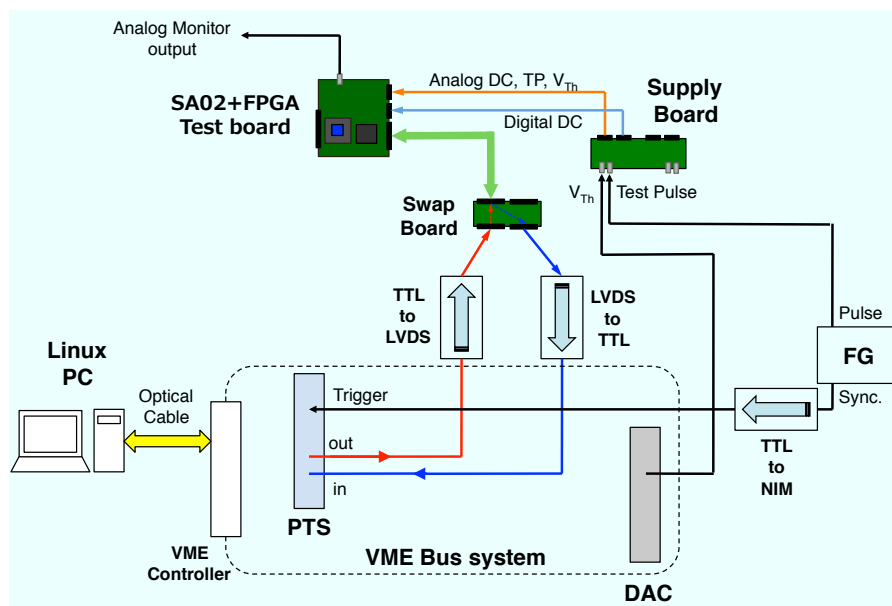 Analog Monitor
output
SA02+FPGA
Test board
Analog DC, TP, VTh
Digital DC
Supply
Board
VTh
Test Pulse
Swap
Board
TTL
to
LVDS
LVDS
to
TTL
Pulse
FG
Sync.
TTL
to
NIM
Linux
PC
Optical
Cable
Trigger
out
in
PTS
VME
Controller
VME Bus system
DAC